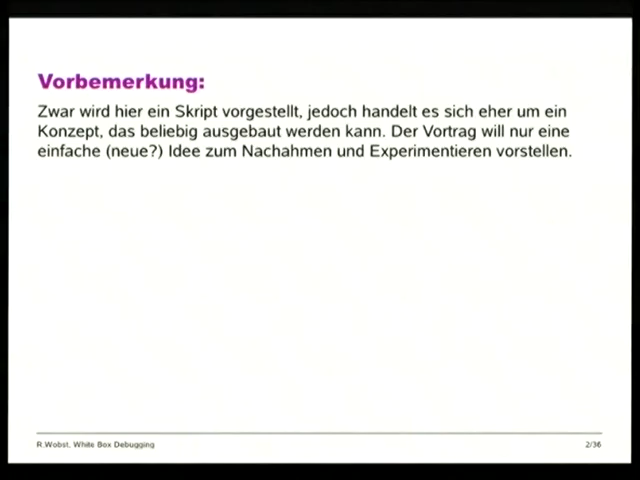 Vorbemerkung:
Zwar wird hier ein Skript vorgestellt, jedoch handelt es sich eher um ein
Konzept, das beliebig ausgebaut werden kann. Der Vortrag will nur eine
einfache (neue?) Idee zum Nachahmen und Experimentieren vorstellen.
R.Wobst, White Box Debugging
2/36